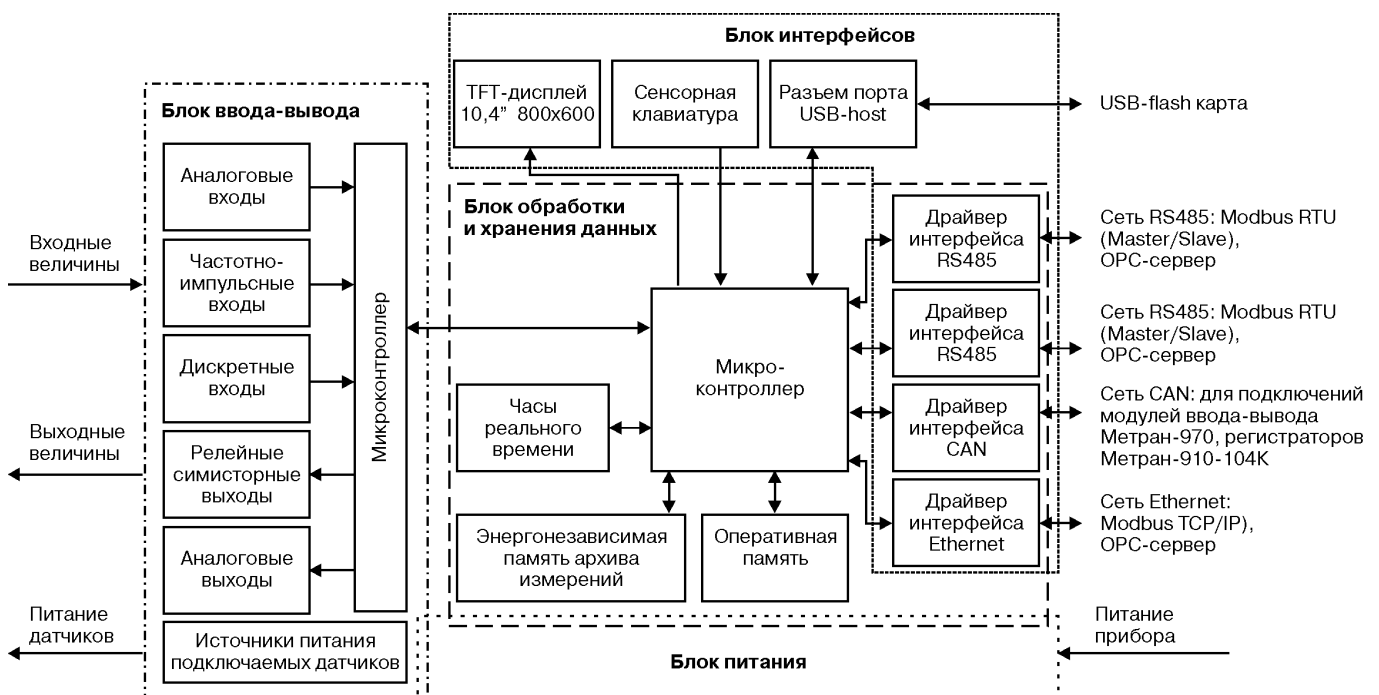 Блок интерфейсов
TFT-дисплей
10,4” 800x600
Сенсорная
клавиатура
Разъем порта
USB-host
USB-flash карта
Блок ввода-вывода
Аналоговые
входы
Частотно-
импульсные
входы
Дискретные
входы
Релейные
симисторные
выходы
Аналоговые
выходы
Источники питания
подключаемых датчиков
Микроконтроллер
Входные
величины
Выходные
величины
Питание
датчиков
Блок обработки
и хранения данных
Микро-
контроллер
Часы
реального
времени
Энергонезависимая
память архива
измерений
Оперативная
память
Драйвер
интерфейса
RS485
Драйвер
интерфейса
RS485
Драйвер
интерфейса
CAN
Драйвер
интерфейса
Ethernet
Сеть RS485: Modbus RTU
(Master/Slave),
OPC-сервер
Сеть RS485: Modbus RTU
(Master/Slave),
OPC-сервер
Сеть CAN: для подключений
модулей ввода-вывода
Метран-970, регистраторов
Метран-910-104К
Сеть Ethernet:
Modbus TCP/IP),
OPC-сервер
Питание
прибора
Блок питания